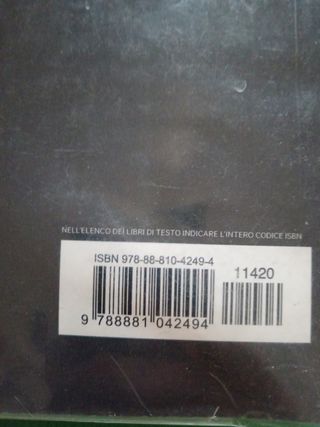 NELL'ELENCO DEI LIBRI DI TESTO INDICARE L'INTERO CODICE ISBN
ISBN 978-88-810-4249-4
11420
9 788881 042494